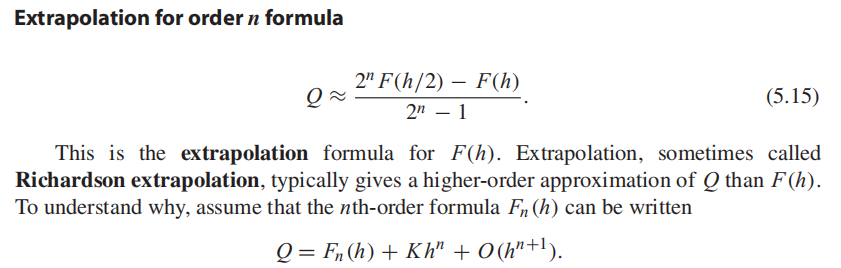 Extrapolation for order n formula
Q ≈ \frac{2^n F(h/2) − F(h)}{2^n − 1}. (5.15)
This is the extrapolation formula for F(h). Extrapolation, sometimes called
Richardson extrapolation, typically gives a higher-order approximation of Q than F(h).
To understand why, assume that the nth-order formula F_n(h) can be written
Q = F_n(h) + Kh^n + O(h^{n+1}).